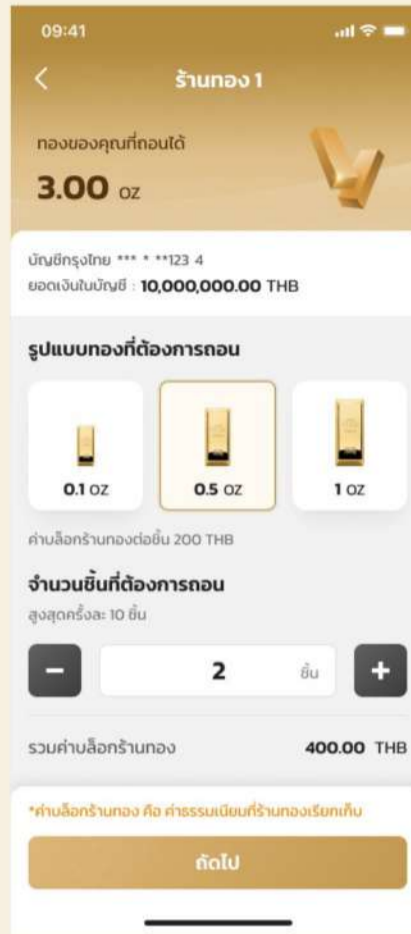 09:41
ร้านทอง 1
ทองของคุณที่ถอนได้
3.00 oz
บัญชีกรุงไทย *** * **123 4
ยอดเงินในบัญชี : 10,000,000.00 THB
รูปแบบทองที่ต้องการถอน
0.1 oz 0.5 oz 1 oz
ค่าบล็อกร้านทองต่อชิ้น 200 THB
จำนวนชิ้นที่ต้องการถอน
สูงสุดครั้งละ 10 ชิ้น
2 ชิ้น
รวมค่าบล็อกร้านทอง 400.00 THB
*ค่าบล็อกร้านทอง คือ ค่าธรรมเนียมที่ร้านทองเรียกเก็บ
ถัดไป